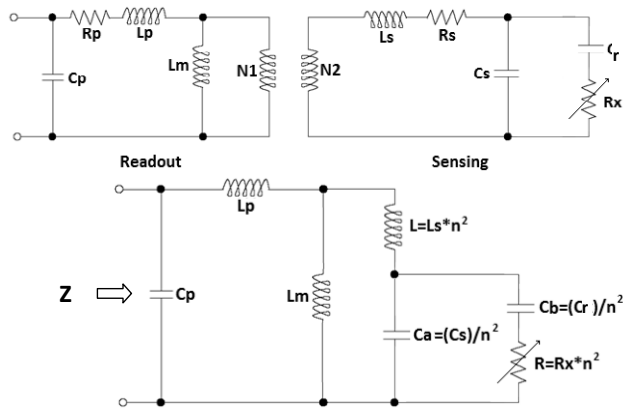 Rp
Lp
Lm
N1
N2
Cp
Ls
Rs
Cs
Cr
Rx
Readout
Sensing
Lp
L=Ls*n²
Z
Cp
Lm
Ca=(Cs)/n²
Cb=(Cr)/n²
R=Rx*n²